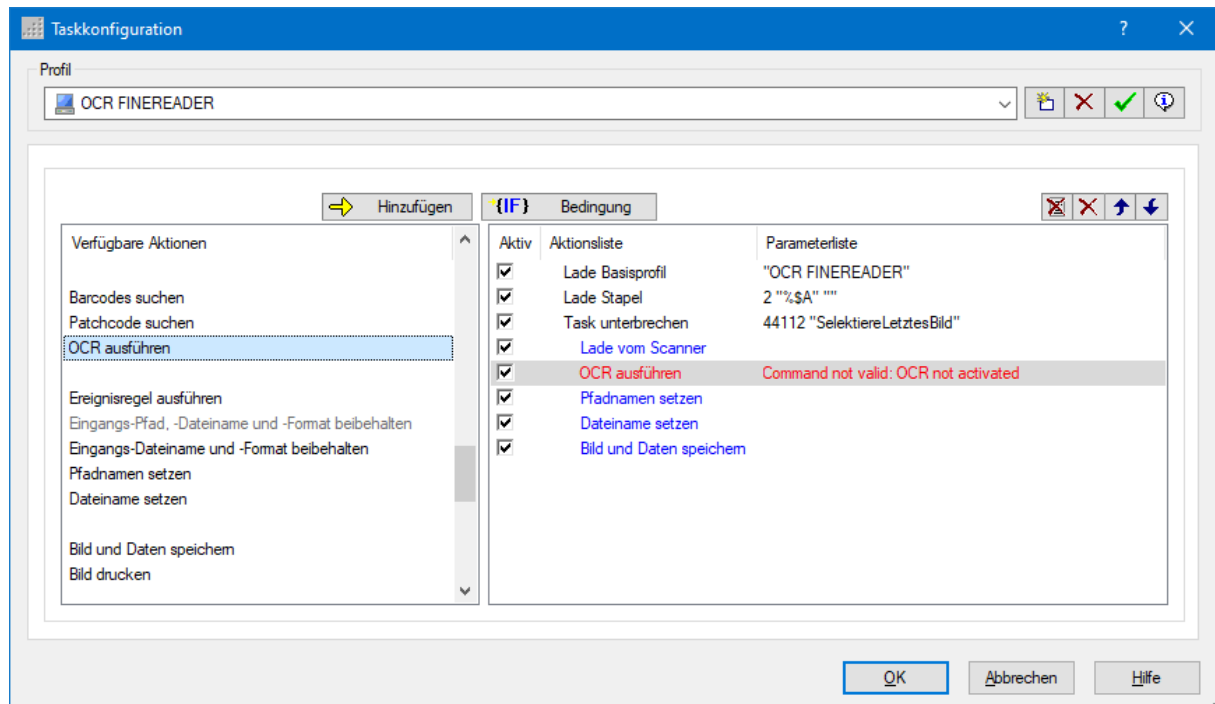 Taskkonfiguration
?
Profil
OCR FINEREADER
Hinzufügen
{IF} Bedingung
Verfügbare Aktionen
Barcodes suchen
Patchcode suchen
OCR ausführen
Ereignisregel ausführen
Eingangs-Pfad, -Dateiname und -Format beibehalten
Eingangs-Dateiname und -Format beibehalten
Pfadnamen setzen
Dateiname setzen
Bild und Daten speichern
Bild drucken
Aktiv Aktionsliste Parameterliste
Lade Basisprofil "OCR FINEREADER"
Lade Stapel 2 "%$A" ""
Task unterbrechen 44112 "SelektiereLetztesBild"
Lade vom Scanner
OCR ausführen Command not valid: OCR not activated
Pfadnamen setzen
Dateiname setzen
Bild und Daten speichern
OK
Abbrechen
Hilfe